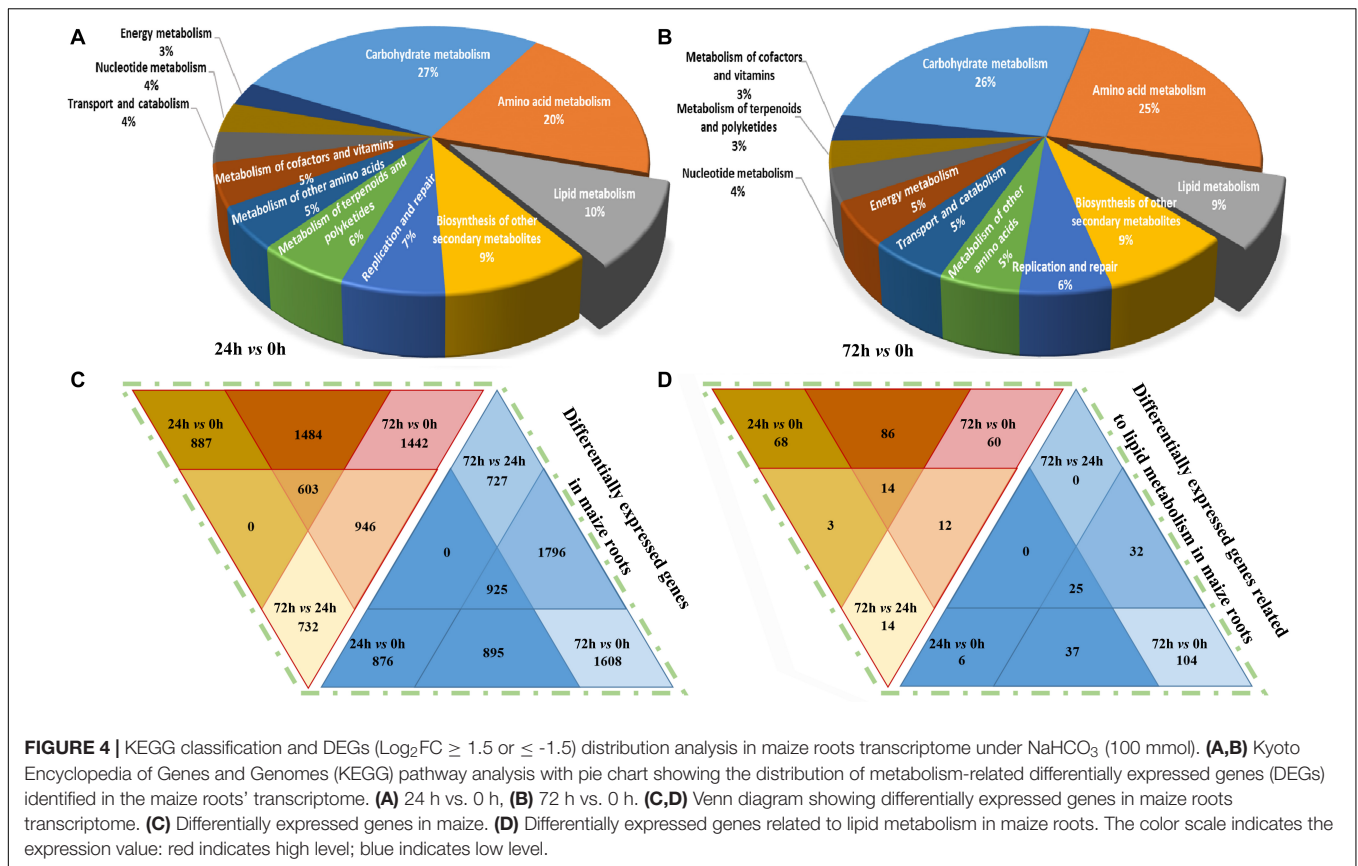 A
Energy metabolism
3%
Nucleotide metabolism
4%
Transport and catabolism
4%
Carbohydrate metabolism
27%
Amino acid metabolism
20%
Lipid metabolism
10%
Biosynthesis of other
secondary metabolites
9%
Replication and repair
7%
Metabolism of terpenoids and
polyketides
6%
Metabolism of other amino acids
5%
Metabolism of cofactors and vitamins
5%
24h vs 0h
B
Metabolism of cofactors
and vitamins
3%
Metabolism of terpenoids
and polyketides
3%
Nucleotide metabolism
4%
Carbohydrate metabolism
26%
Amino acid metabolism
25%
Lipid metabolism
9%
Biosynthesis of other
secondary metabolites
9%
Replication and repair
6%
Metabolism of other
amino acids
5%
Transport and catabolism
5%
Energy metabolism
5%
72h vs 0h
C
24h vs 0h
887
1484
72h vs 0h
1442
603
0
946
72h vs 24h
732
72h vs 24h
727
0
1796
925
24h vs 0h
876
895
72h vs 0h
1608
Differentially expressed genes
in maize roots
D
24h vs 0h
68
86
72h vs 0h
60
14
3
12
72h vs 24h
14
72h vs 24h
0
0
32
25
24h vs 0h
6
37
72h vs 0h
104
Differentially expressed genes related
to lipid metabolism in maize roots
FIGURE 4 | KEGG classification and DEGs (Log₂FC ≥ 1.5 or ≤ -1.5) distribution analysis in maize roots transcriptome under NaHCO₃ (100 mmol). (A,B) Kyoto
Encyclopedia of Genes and Genomes (KEGG) pathway analysis with pie chart showing the distribution of metabolism-related differentially expressed genes (DEGs)
identified in the maize roots' transcriptome. (A) 24 h vs. 0 h, (B) 72 h vs. 0 h. (C,D) Venn diagram showing differentially expressed genes in maize roots
transcriptome. (C) Differentially expressed genes in maize. (D) Differentially expressed genes related to lipid metabolism in maize roots. The color scale indicates the
expression value: red indicates high level; blue indicates low level.